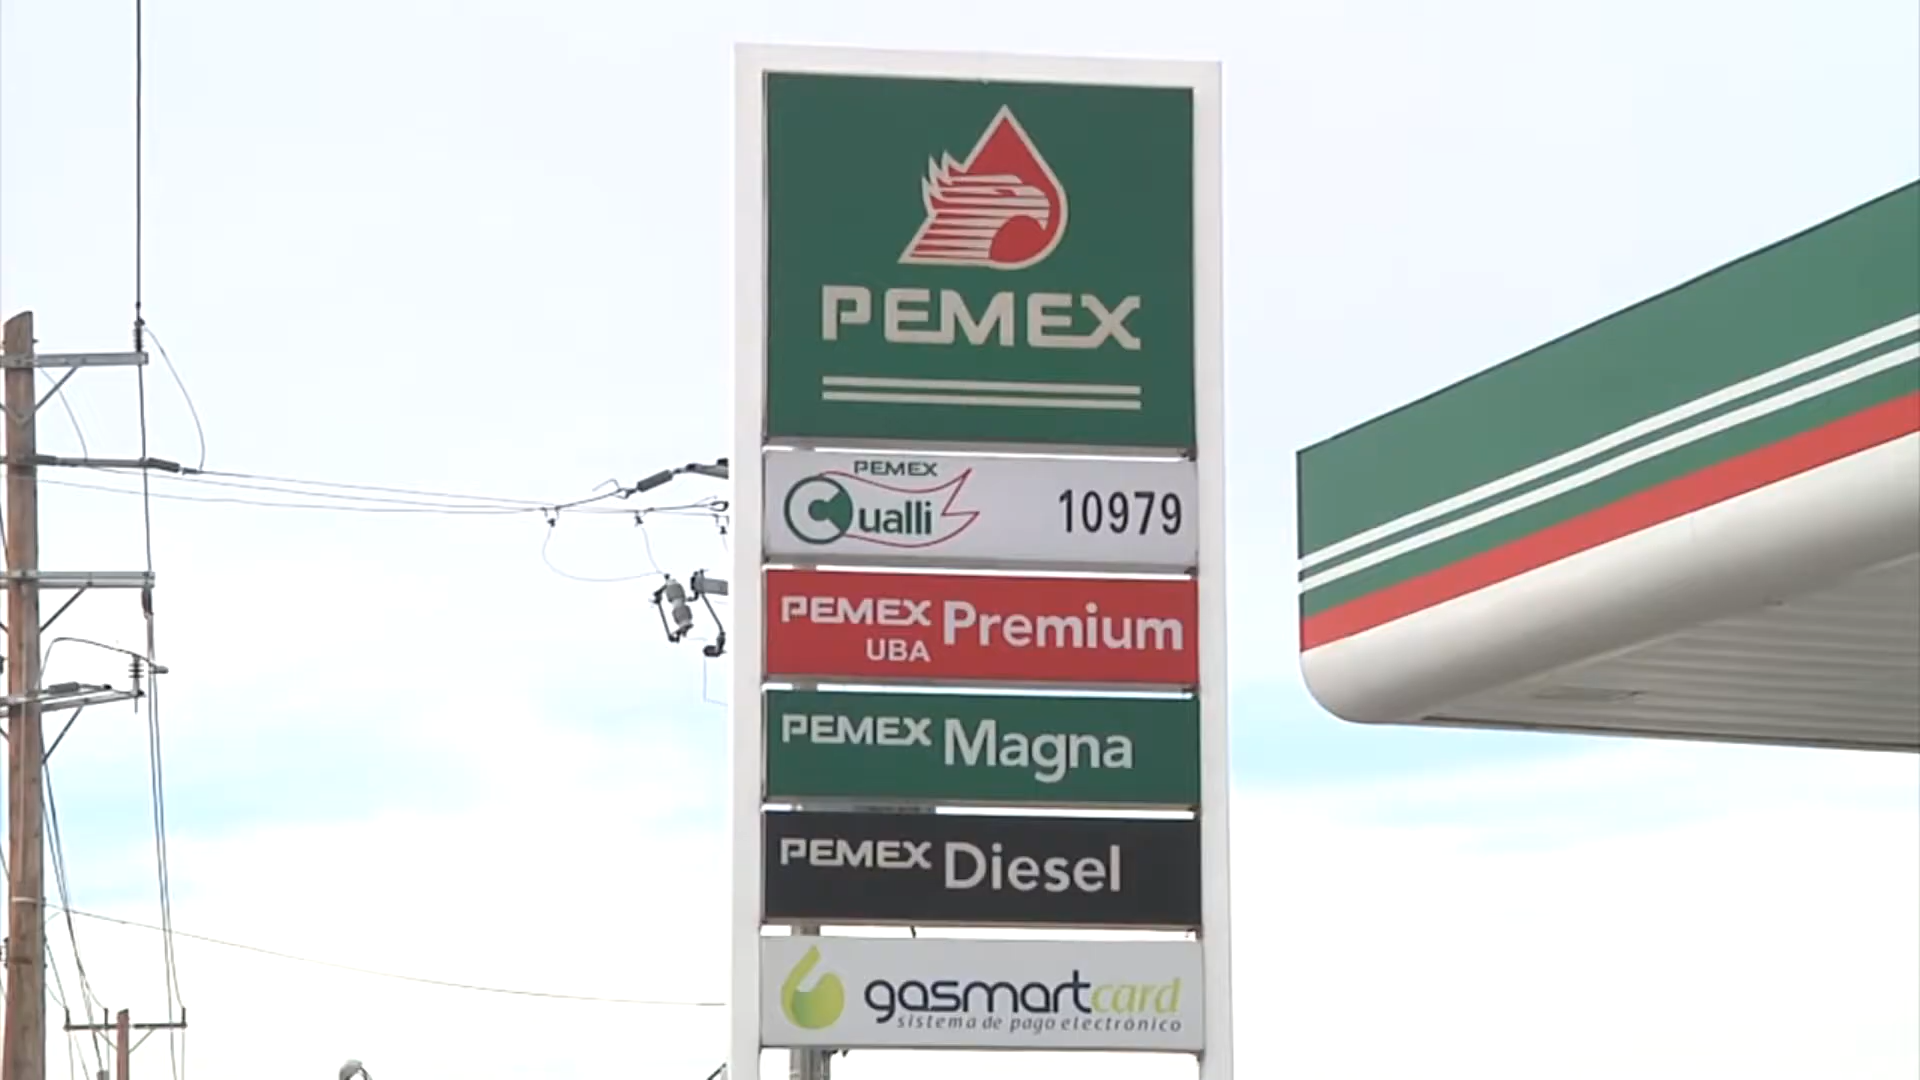 PEMEX
PEMEX
Cualli 10979
PEMEX Premium
UBA
PEMEX Magna
PEMEX Diesel
gasmartcard
sistema de pago electrónico